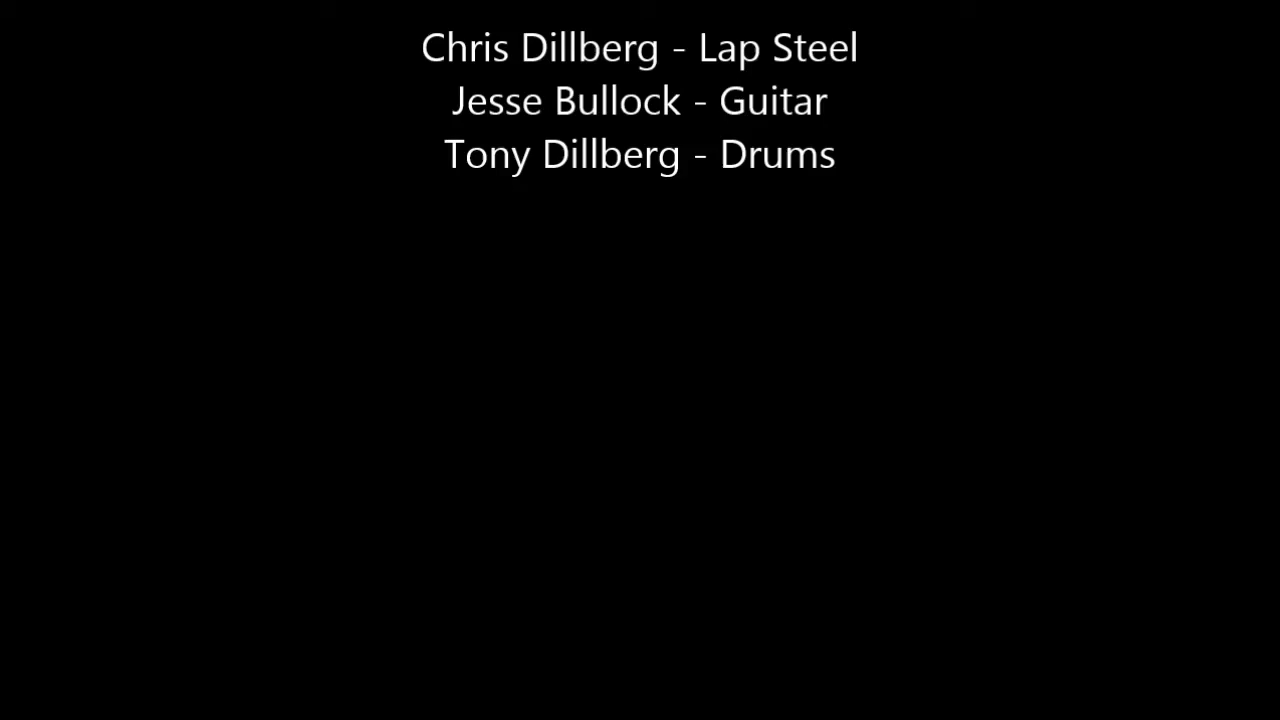 Chris Dillberg - Lap Steel
Jesse Bullock - Guitar
Tony Dillberg - Drums